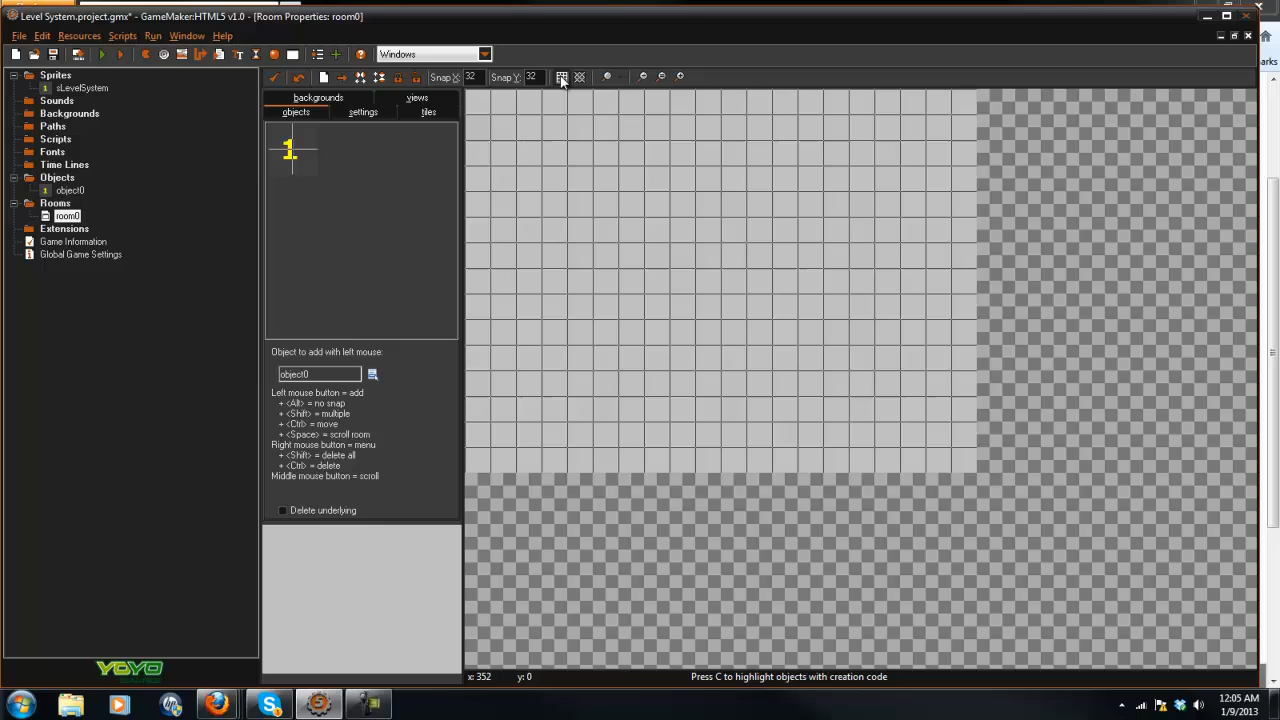 Level System.project.gmx* - GameMaker:HTML5 v1.0 - [Room Properties: room0]
File Edit Resources Scripts Run Window Help
Windows
Snap X: 32 Snap Y: 32
Sprites
1 sLevelSystem
Sounds
Backgrounds
Paths
Scripts
Fonts
Time Lines
Objects
1 object0
Rooms
room0
Extensions
Game Information
Global Game Settings
backgrounds views
objects settings tiles
1
Object to add with left mouse:
object0
Left mouse button = add
+ <Alt> = no snap
+ <Shift> = multiple
+ <Ctrl> = move
+ <Space> = scroll room
Right mouse button = menu
+ <Shift> = delete all
+ <Ctrl> = delete
Middle mouse button = scroll
Delete underlying
YOYO
x: 352 y: 0 Press C to highlight objects with creation code
arks
12:05 AM
1/9/2013